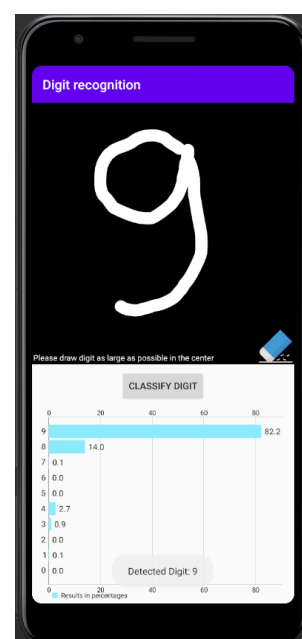 Digit recognition
9
Please draw digit as large as possible in the center
CLASSIFY DIGIT
0 20 40 60 80
9 82.2
8 14.0
7 0.1
6 0.0
5 0.0
4 2.7
3 0.9
2 0.0
1 0.1
0 0.0
Detected Digit: 9
0 20 40 60 80
Results in percentages